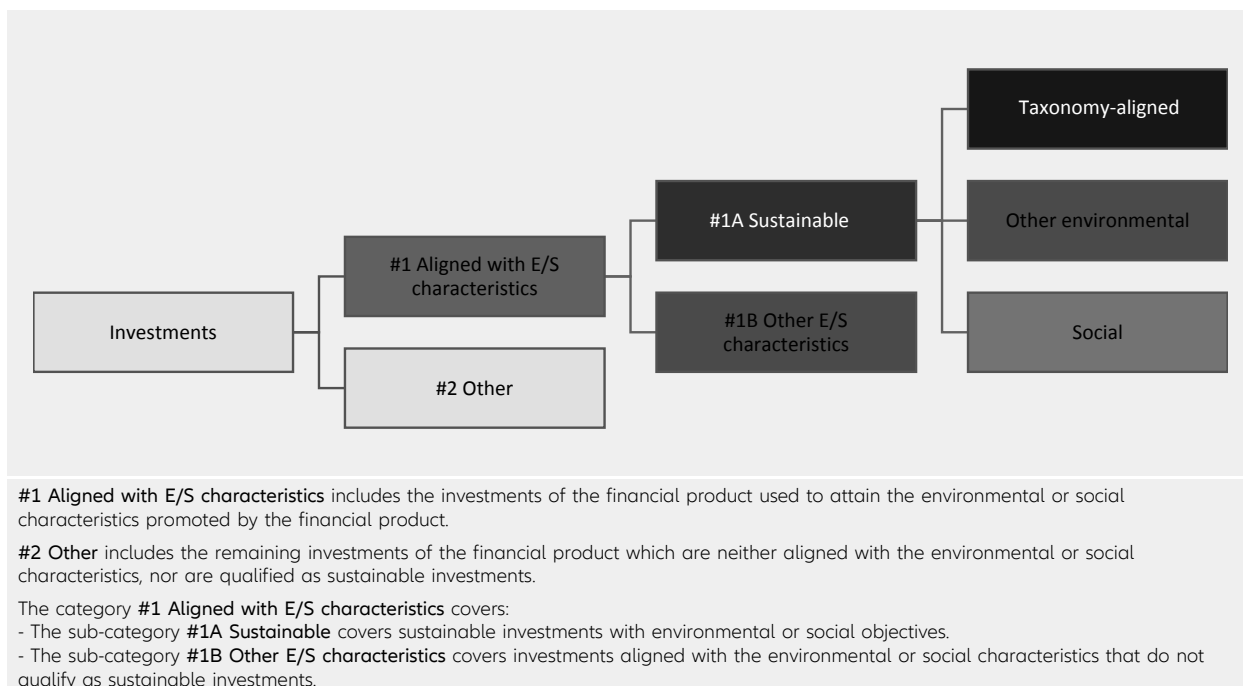 Taxonomy-aligned
#1A Sustainable
Other environmental
#1 Aligned with E/S
characteristics
Investments
#1B Other E/S
characteristics
Social
#2 Other
#1 Aligned with E/S characteristics includes the investments of the financial product used to attain the environmental or social
characteristics promoted by the financial product.
#2 Other includes the remaining investments of the financial product which are neither aligned with the environmental or social
characteristics, nor are qualified as sustainable investments.
The category #1 Aligned with E/S characteristics covers:
- The sub-category #1A Sustainable covers sustainable investments with environmental or social objectives.
- The sub-category #1B Other E/S characteristics covers investments aligned with the environmental or social characteristics that do not
qualify as sustainable investments.